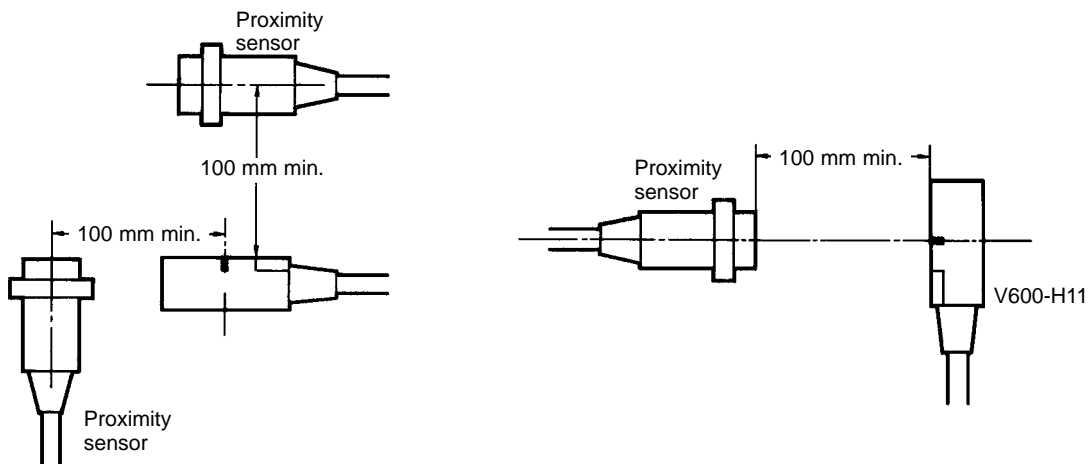 Proximity
sensor
100 mm min.
100 mm min.
Proximity
sensor
Proximity
sensor
100 mm min.
V600-H11